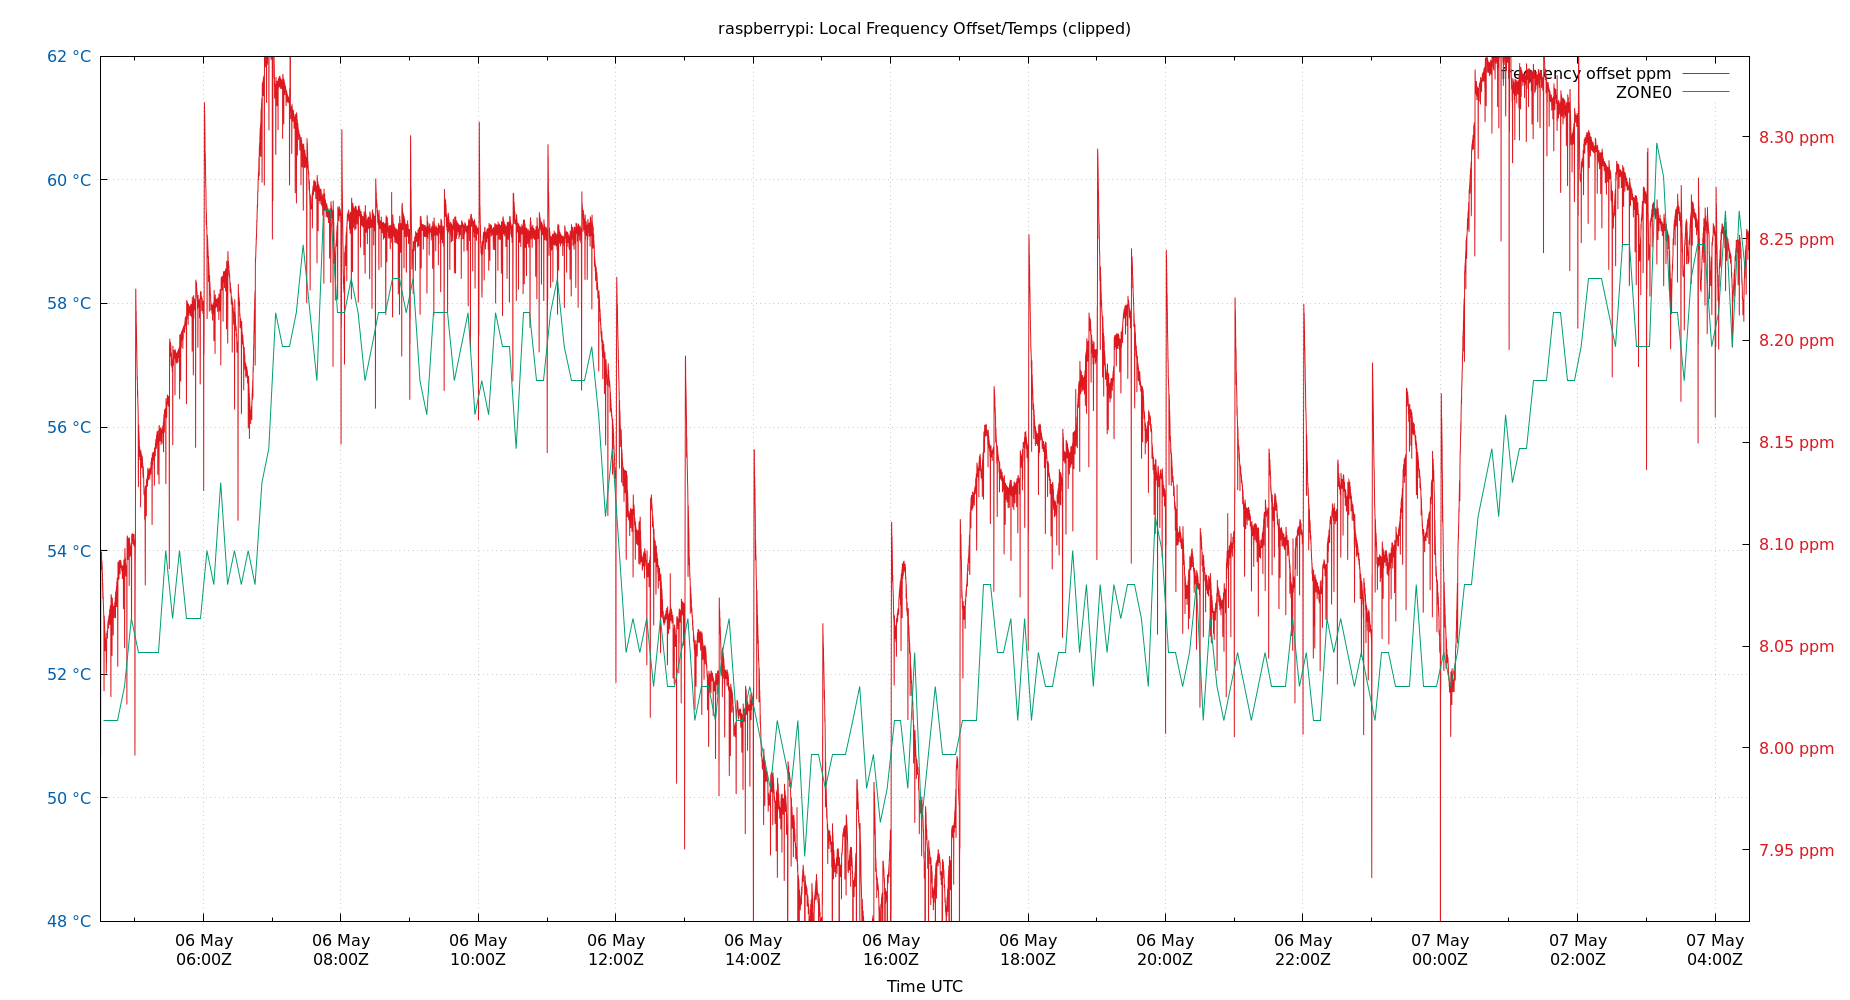 raspberrypi: Local Frequency Offset/Temps (clipped)
62 °C
60 °C
58 °C
56 °C
54 °C
52 °C
50 °C
48 °C
frequency offset ppm
ZONE0
8.30 ppm
8.25 ppm
8.20 ppm
8.15 ppm
8.10 ppm
8.05 ppm
8.00 ppm
7.95 ppm
06 May 06 May 06 May 06 May 06 May 06 May 06 May 06 May 06 May 07 May 07 May 07 May
06:00Z 08:00Z 10:00Z 12:00Z 14:00Z 16:00Z 18:00Z 20:00Z 22:00Z 00:00Z 02:00Z 04:00Z
Time UTC